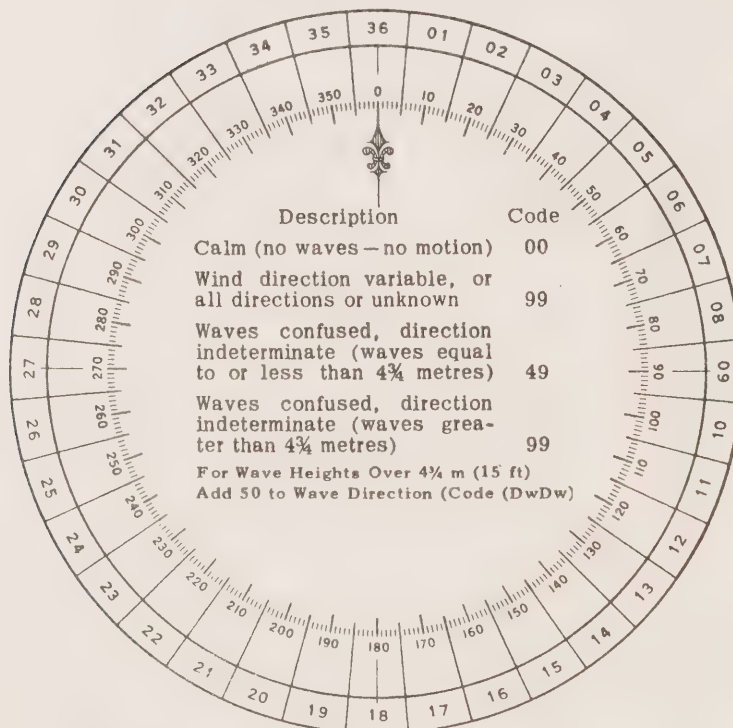 36 01 02 03 04 05 06 07 08 09 10 11 12 13 14 15 16 17 18 19 20 21 22 23 24 25 26 27 28 29 30 31 32 33 34 35
0 10 20 30 40 50 60 70 80 90 100 110 120 130 140 150 160 170 180 190 200 210 220 230 240 250 260 270 280 290 300 310 320 330 340 350
Description Code
Calm (no waves — no motion) 00
Wind direction variable, or
all directions or unknown 99
Waves confused, direction
indeterminate (waves equal
to or less than 4¾ metres) 49
Waves confused, direction
indeterminate (waves grea-
ter than 4¾ metres) 99
For Wave Heights Over 4¾ m (15 ft)
Add 50 to Wave Direction (Code (DwDw)